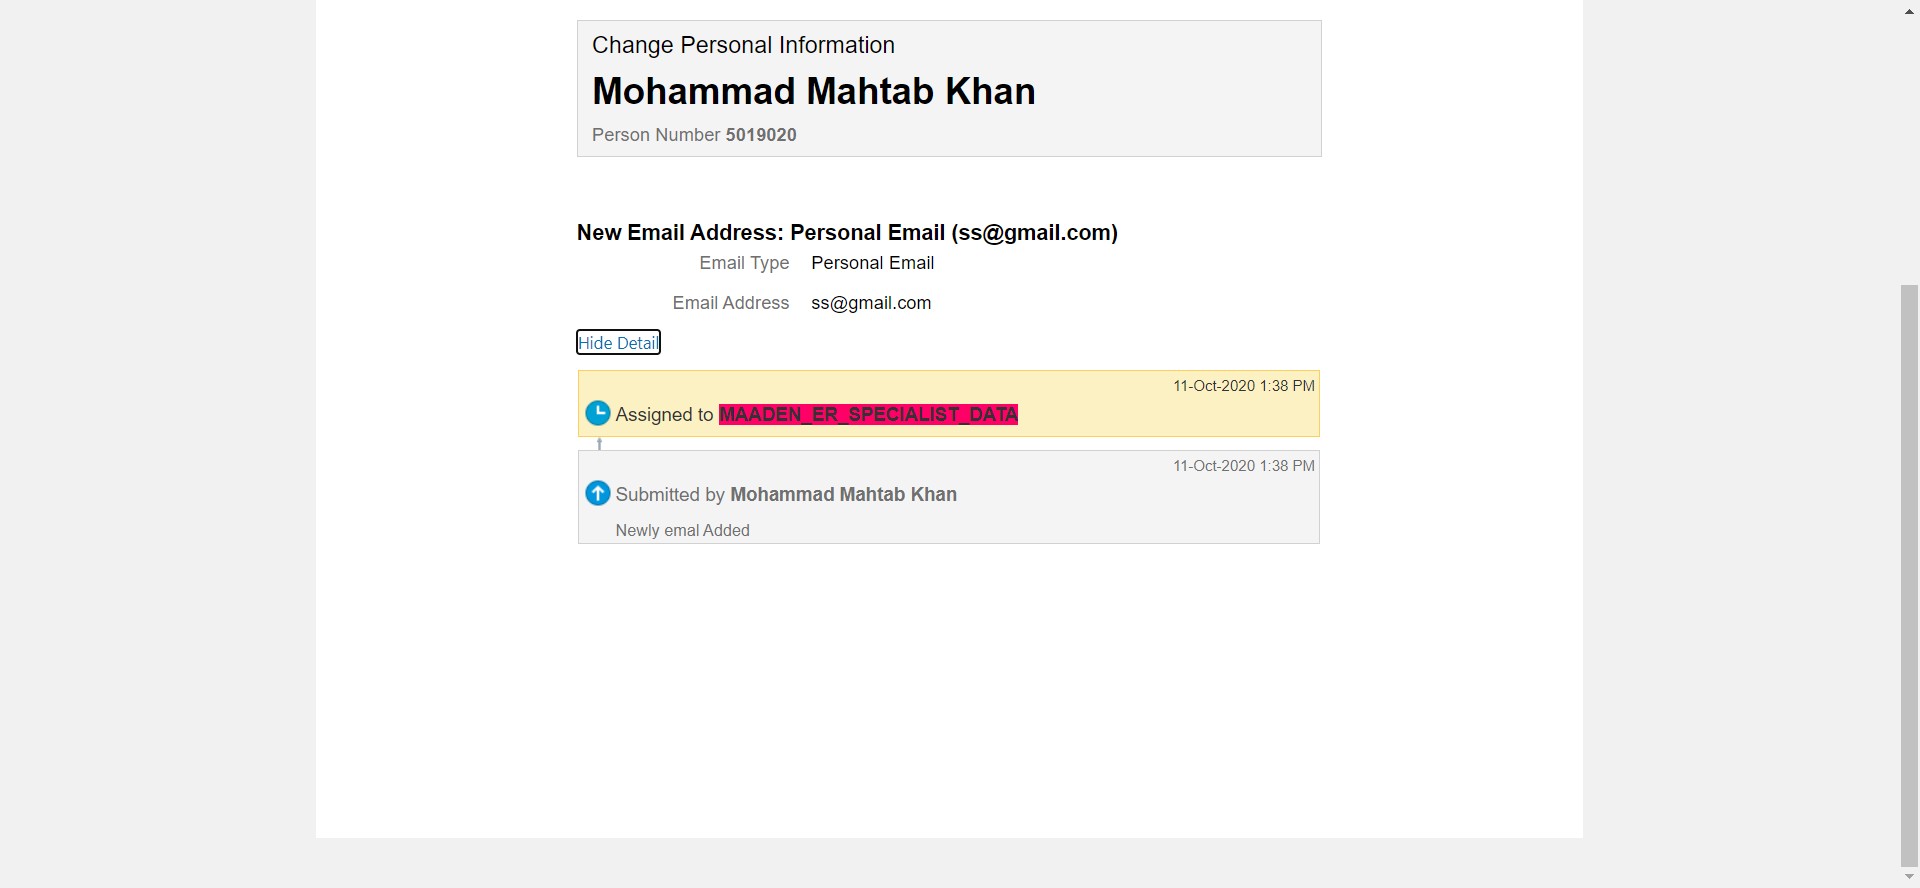 Change Personal Information
Mohammad Mahtab Khan
Person Number 5019020
New Email Address: Personal Email (ss@gmail.com)
Email Type Personal Email
Email Address ss@gmail.com
Hide Detail
11-Oct-2020 1:38 PM
Assigned to MAADEN_ER_SPECIALIST_DATA
11-Oct-2020 1:38 PM
Submitted by Mohammad Mahtab Khan
Newly emal Added